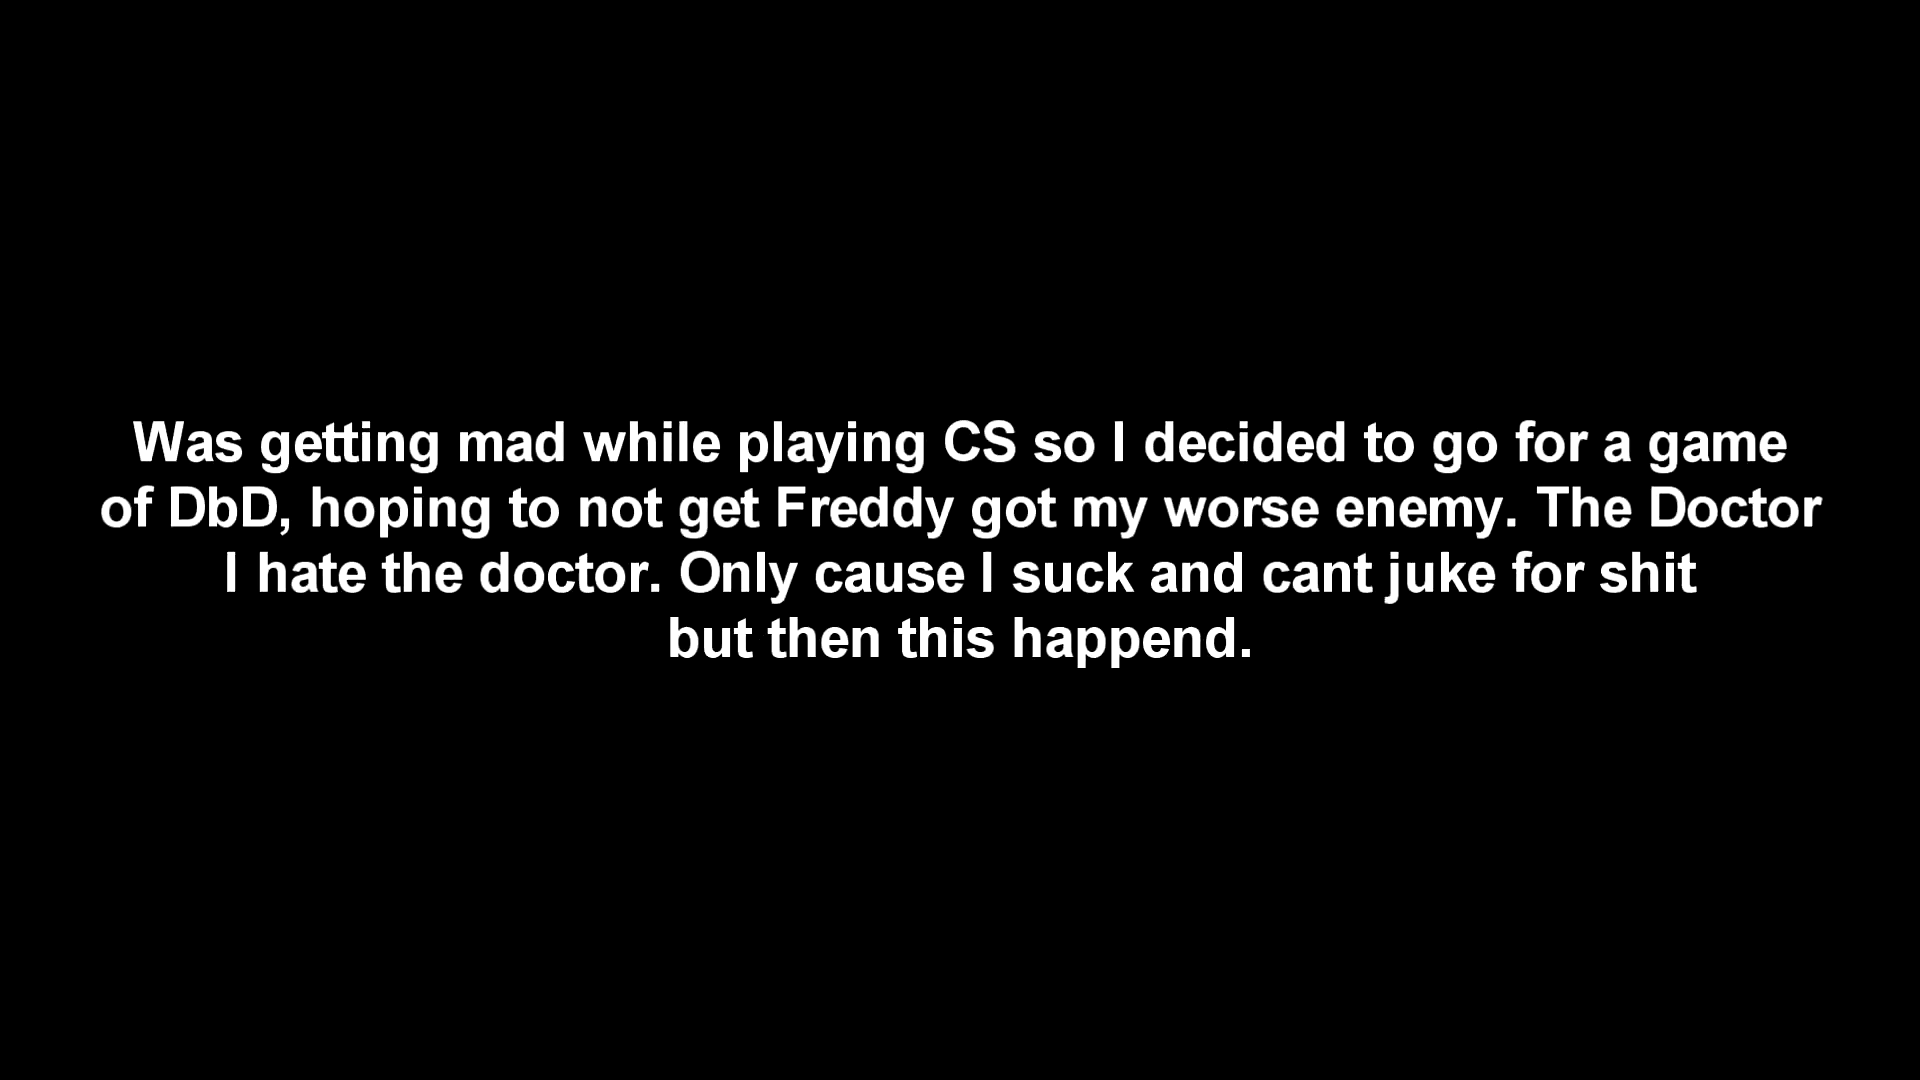 Was getting mad while playing CS so I decided to go for a game
of DbD, hoping to not get Freddy got my worse enemy. The Doctor
I hate the doctor. Only cause I suck and cant juke for shit
but then this happend.